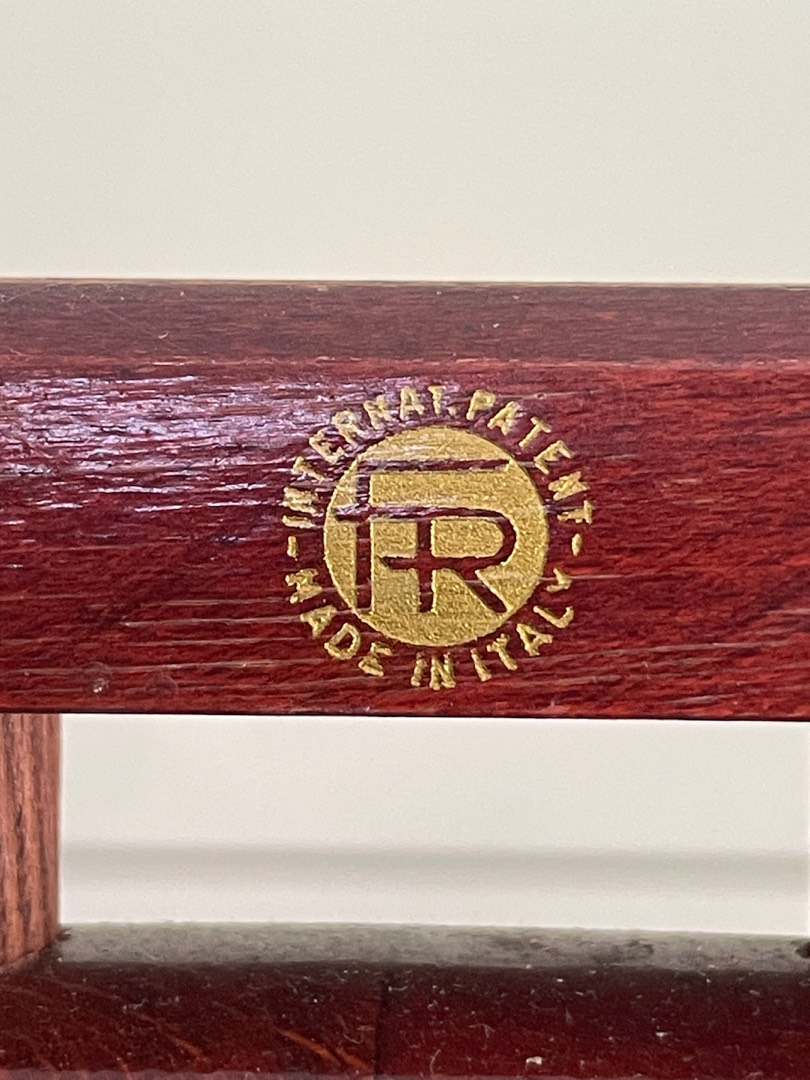 INTERNAT. PATENT
FR
- MADE IN ITALY -